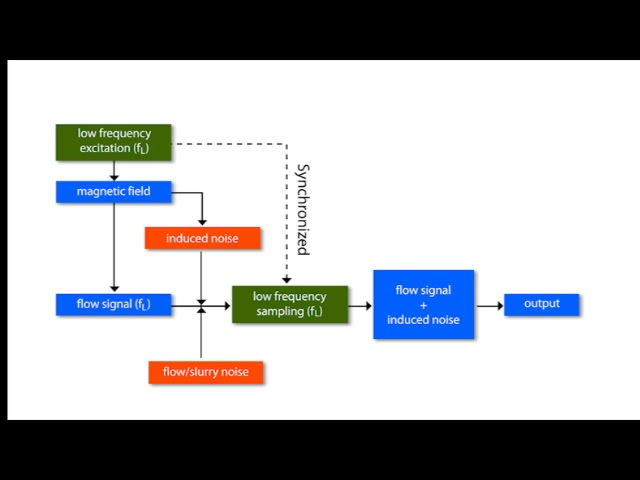 low frequency
excitation (fL)
magnetic field
Synchronized
induced noise
flow signal (fL)
low frequency
sampling (fL)
flow signal
+
induced noise
output
flow/slurry noise